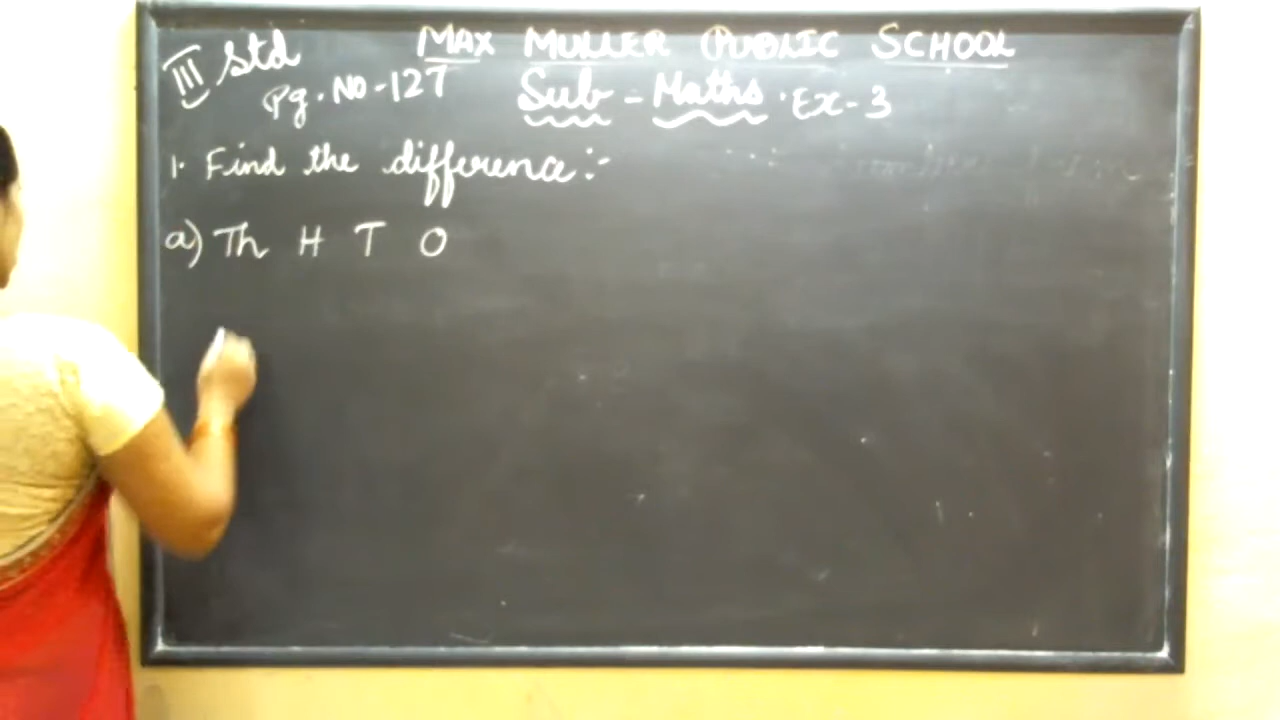 III Std MAX MULLER PUBLIC SCHOOL
Pg. No-127 Sub - Maths . Ex-3
1. Find the difference:-
a) Th H T O